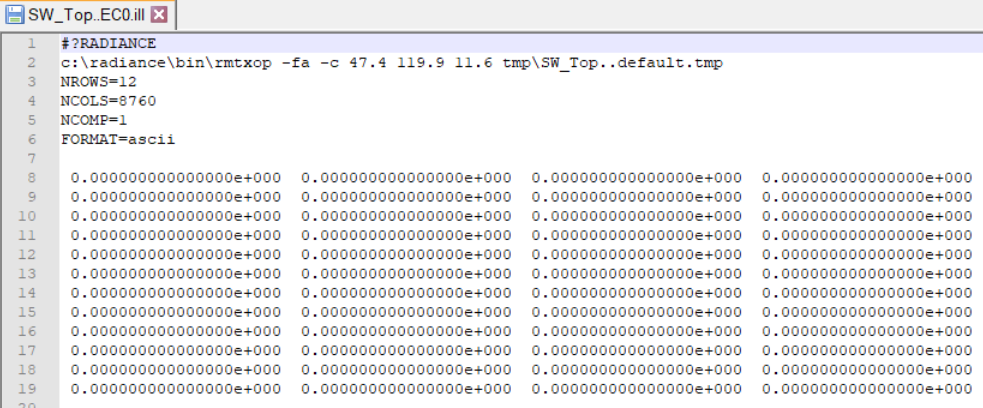 SW_Top..EC0.ill
1 #?RADIANCE
2 c:\radiance\bin\rmtxop -fa -c 47.4 119.9 11.6 tmp\SW_Top..default.tmp
3 NROWS=12
4 NCOLS=8760
5 NCOMP=1
6 FORMAT=ascii
7
8 0.000000000000000e+000 0.000000000000000e+000 0.000000000000000e+000 0.000000000000000e+000
9 0.000000000000000e+000 0.000000000000000e+000 0.000000000000000e+000 0.000000000000000e+000
10 0.000000000000000e+000 0.000000000000000e+000 0.000000000000000e+000 0.000000000000000e+000
11 0.000000000000000e+000 0.000000000000000e+000 0.000000000000000e+000 0.000000000000000e+000
12 0.000000000000000e+000 0.000000000000000e+000 0.000000000000000e+000 0.000000000000000e+000
13 0.000000000000000e+000 0.000000000000000e+000 0.000000000000000e+000 0.000000000000000e+000
14 0.000000000000000e+000 0.000000000000000e+000 0.000000000000000e+000 0.000000000000000e+000
15 0.000000000000000e+000 0.000000000000000e+000 0.000000000000000e+000 0.000000000000000e+000
16 0.000000000000000e+000 0.000000000000000e+000 0.000000000000000e+000 0.000000000000000e+000
17 0.000000000000000e+000 0.000000000000000e+000 0.000000000000000e+000 0.000000000000000e+000
18 0.000000000000000e+000 0.000000000000000e+000 0.000000000000000e+000 0.000000000000000e+000
19 0.000000000000000e+000 0.000000000000000e+000 0.000000000000000e+000 0.000000000000000e+000
20